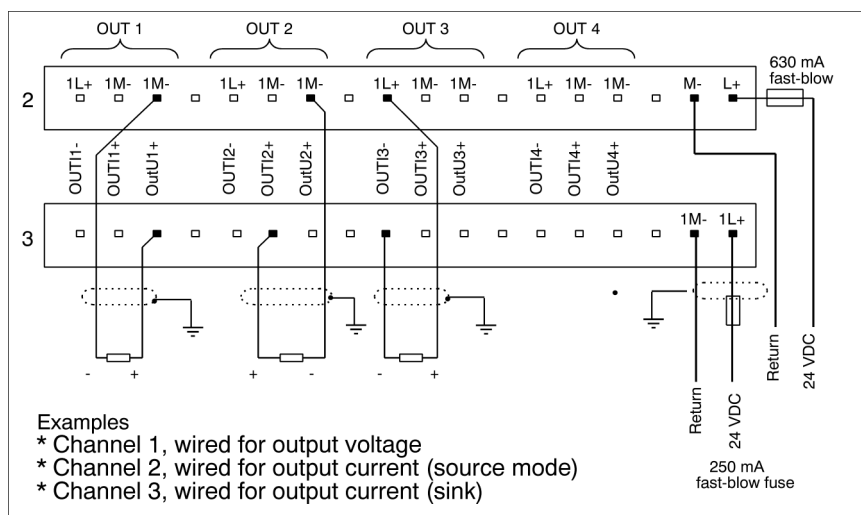 OUT 1 OUT 2 OUT 3 OUT 4
630 mA
fast-blow
1L+ 1M- 1M- 1L+ 1M- 1M- 1L+ 1M- 1M- 1L+ 1M- 1M- M- L+
2
OUTI1- OUTI1+ OutU1+ OUTI2- OUTI2+ OutU2+ OUTI3- OUTI3+ OutU3+ OUTI4- OUTI4+ OutU4+
1M- 1L+
3
- + + - - +
Return 24 VDC Return 24 VDC
250 mA
fast-blow fuse
Examples
* Channel 1, wired for output voltage
* Channel 2, wired for output current (source mode)
* Channel 3, wired for output current (sink)